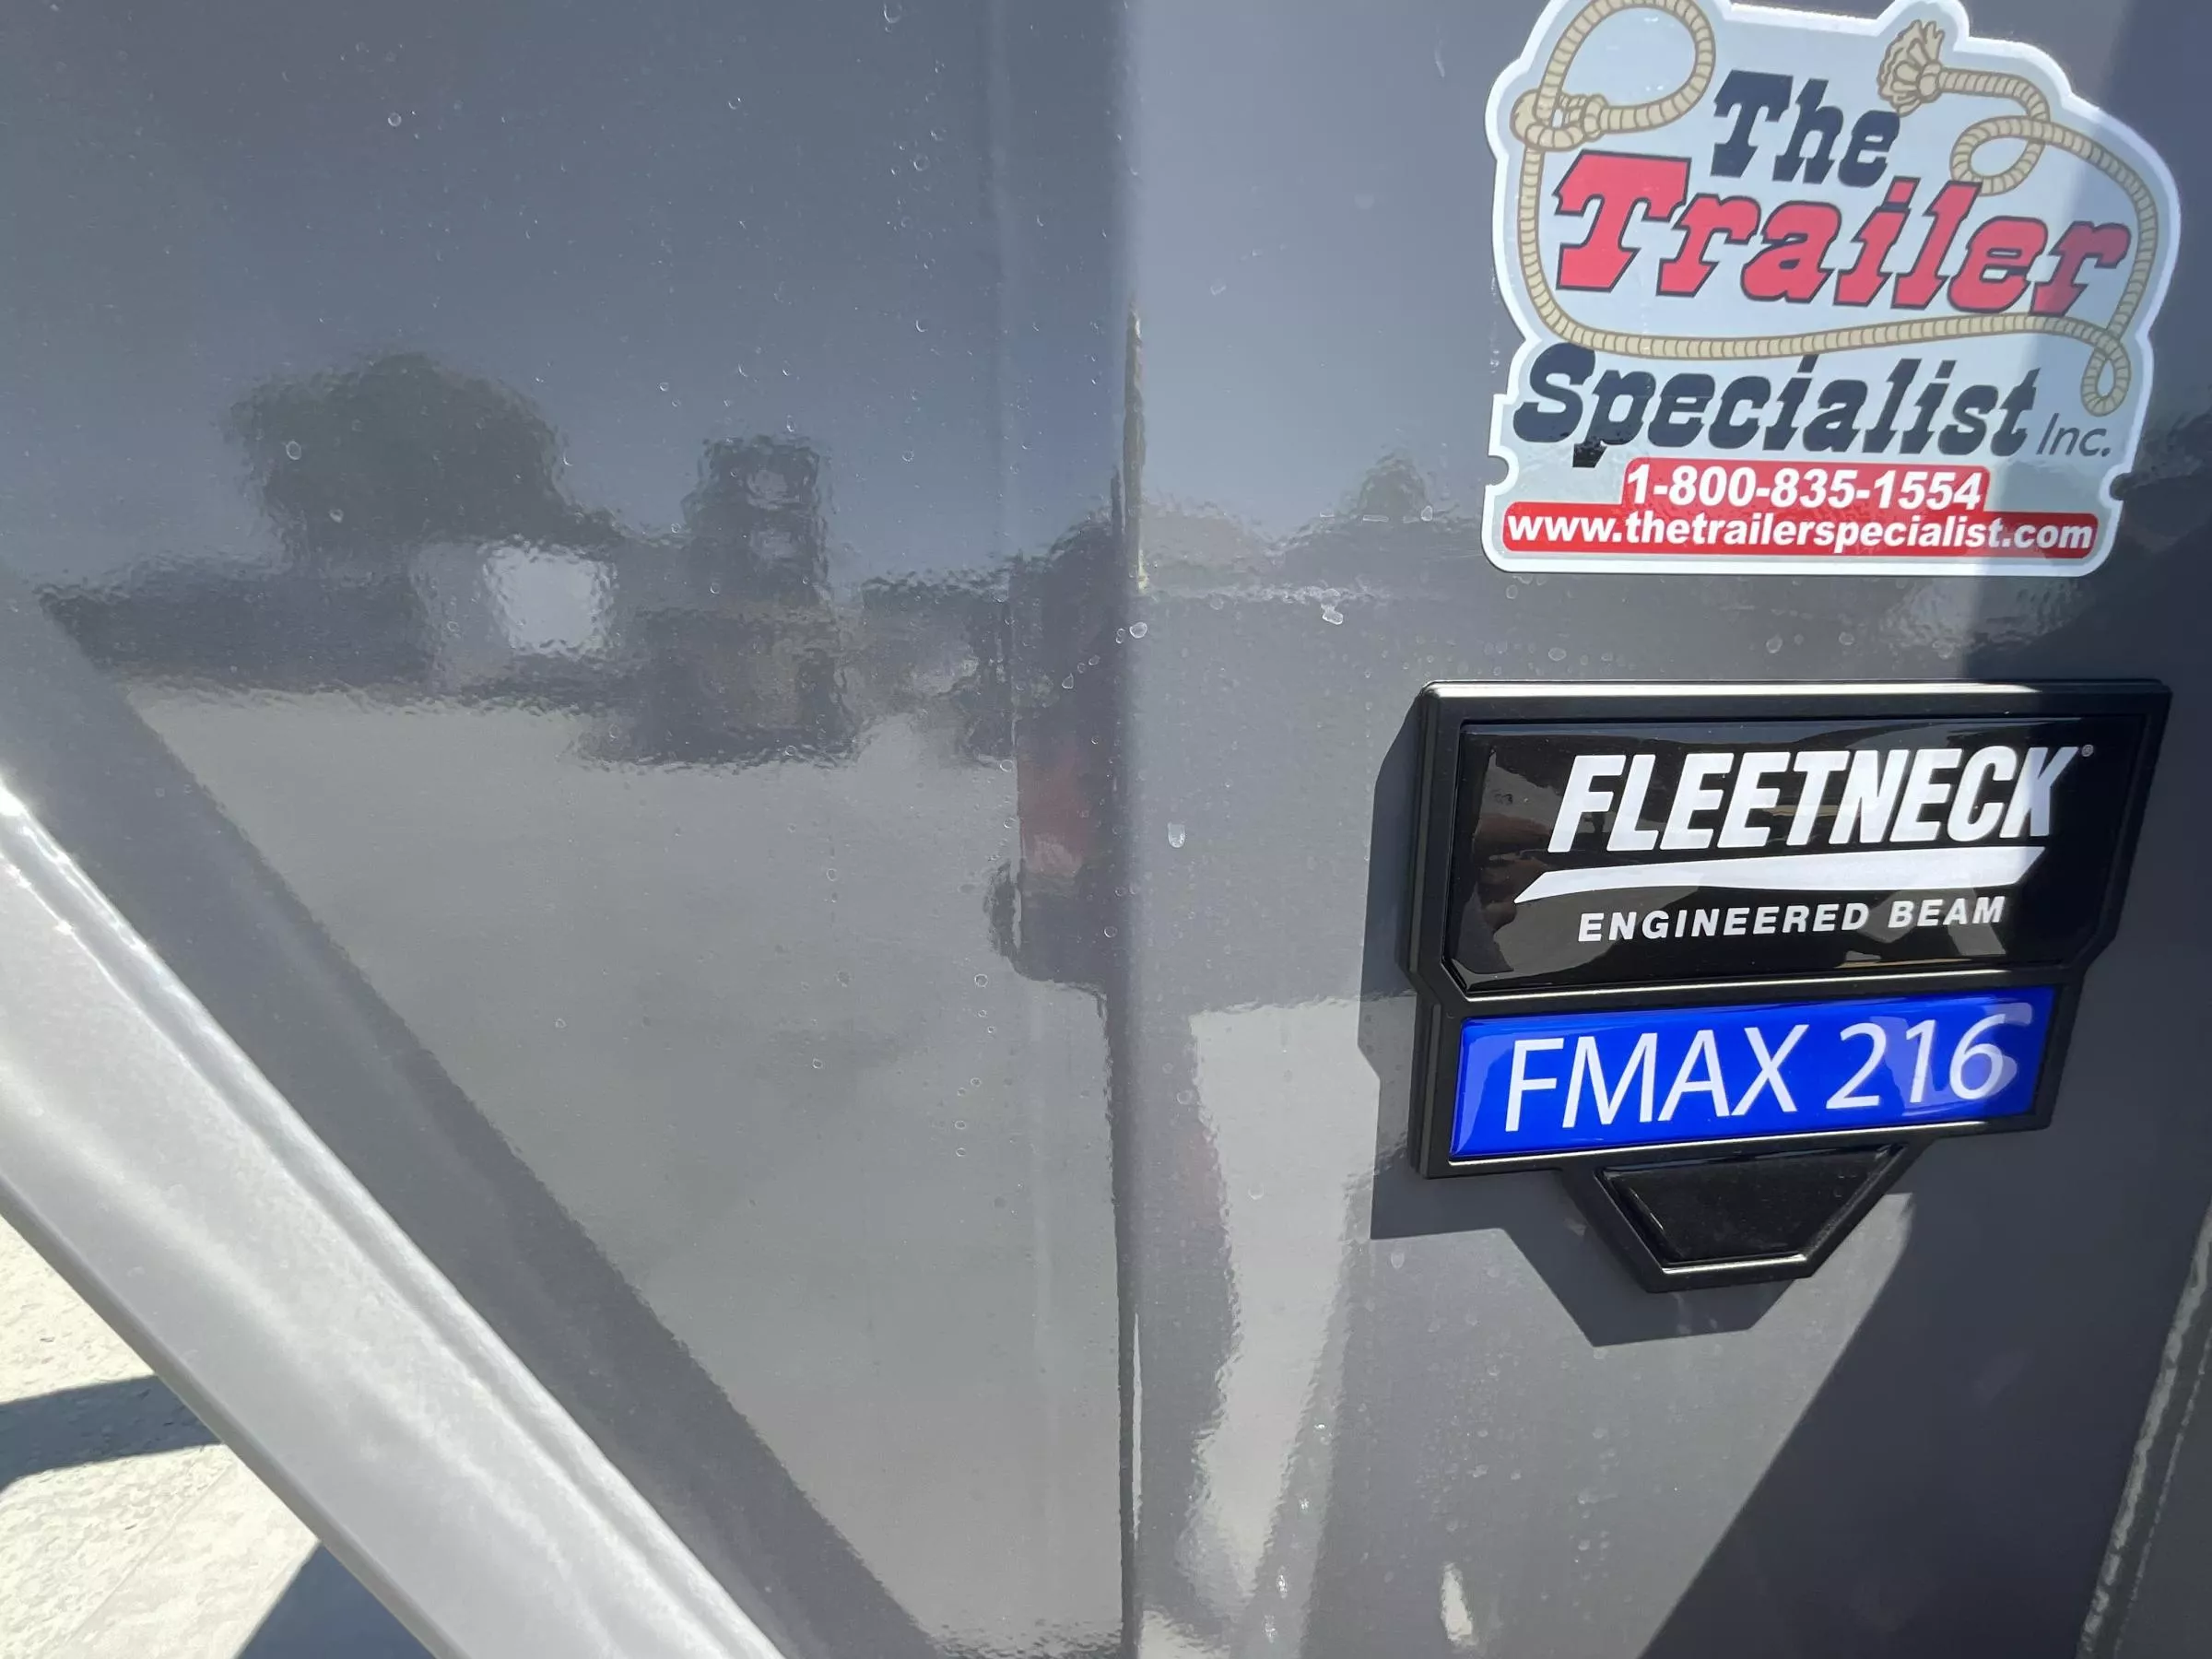 The
Trailer
Specialist Inc.
1-800-835-1554
www.thetrailerspecialist.com
FLEETNECK®
ENGINEERED BEAM
FMAX 216